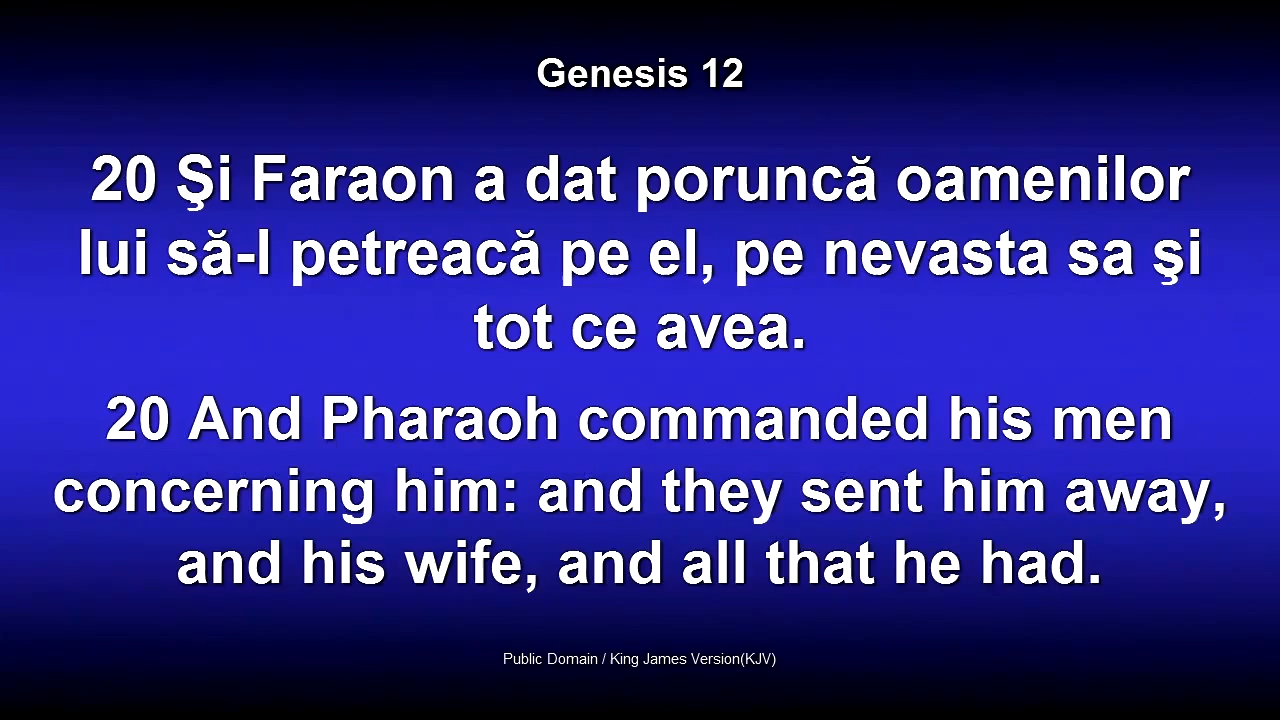 Genesis 12
20 Şi Faraon a dat poruncă oamenilor
lui să-l petreacă pe el, pe nevasta sa şi
tot ce avea.
20 And Pharaoh commanded his men
concerning him: and they sent him away,
and his wife, and all that he had.
Public Domain / King James Version(KJV)